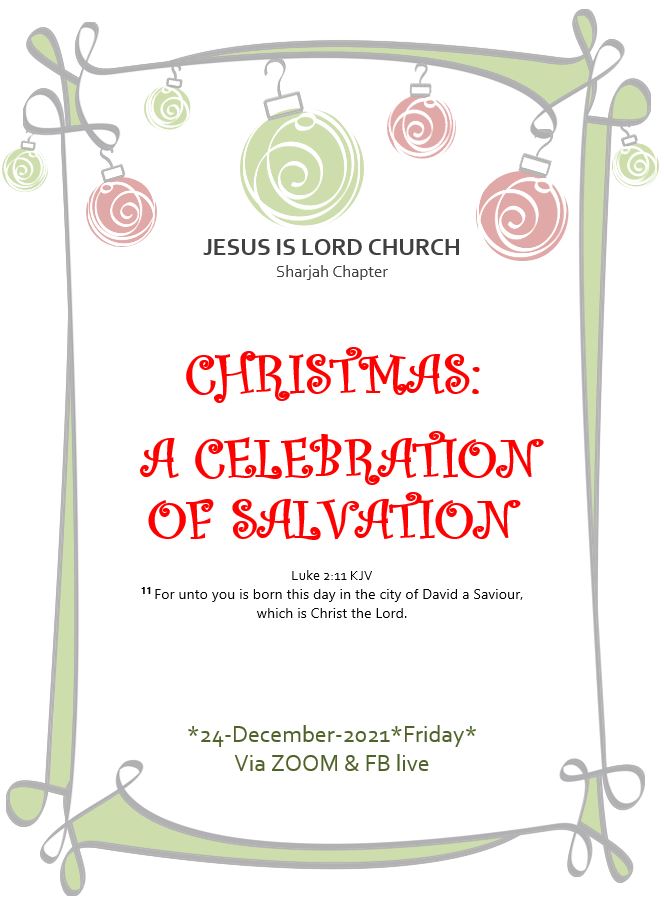 JESUS IS LORD CHURCH
Sharjah Chapter
CHRISTMAS:
A CELEBRATION
OF SALVATION
Luke 2:11 KJV
11 For unto you is born this day in the city of David a Saviour,
which is Christ the Lord.
*24-December-2021*Friday*
Via ZOOM & FB live